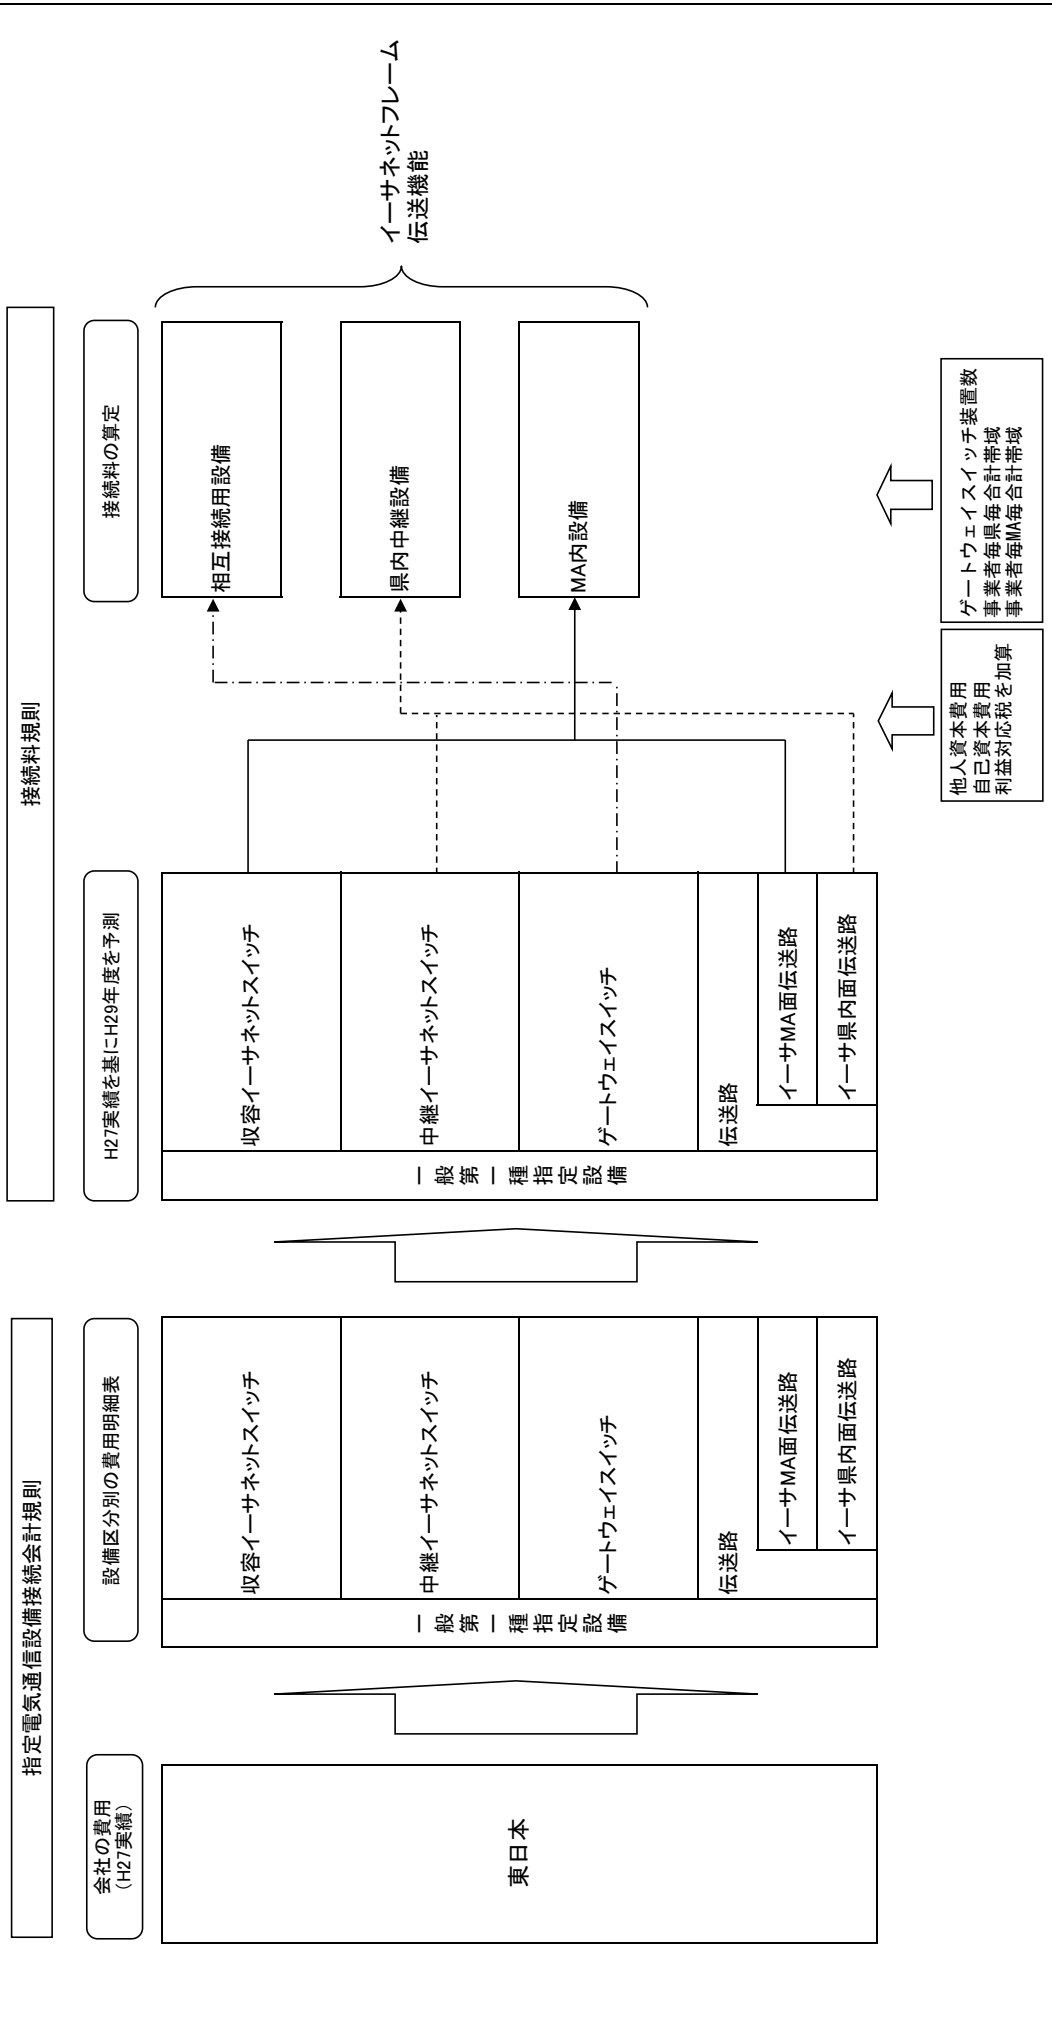 指定電気通信設備接続会計規則
接続料規則
会社の費用
（H27実績）
設備区分別の費用明細表
H27実績を基にH29年度を予測
接続料の算定
東日本
一般第一種指定設備
収容イーサネットスイッチ
中継イーサネットスイッチ
ゲートウェイスイッチ
伝送路
イーサMA面伝送路
イーサ県内面伝送路
一般第一種指定設備
収容イーサネットスイッチ
中継イーサネットスイッチ
ゲートウェイスイッチ
伝送路
イーサMA面伝送路
イーサ県内面伝送路
相互接続用設備
県内中継設備
MA内設備
イーサネットフレーム
伝送機能
他人資本費用
自己資本費用
利益対応税を加算
ゲートウェイスイッチ装置数
事業者毎県毎合計帯域
事業者毎MA毎合計帯域